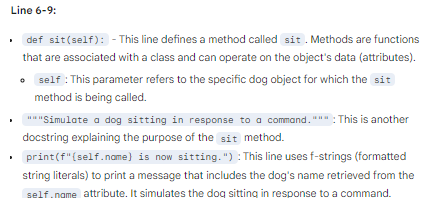 Line 6-9:
• def sit(self): - This line defines a method called sit. Methods are functions
that are associated with a class and can operate on the object's data (attributes).
○ self: This parameter refers to the specific dog object for which the sit
method is being called.
• """Simulate a dog sitting in response to a command.""": This is another
docstring explaining the purpose of the sit method.
• print(f"{self.name} is now sitting."): This line uses f-strings (formatted
string literals) to print a message that includes the dog's name retrieved from the
self.name attribute. It simulates the dog sitting in response to a command.